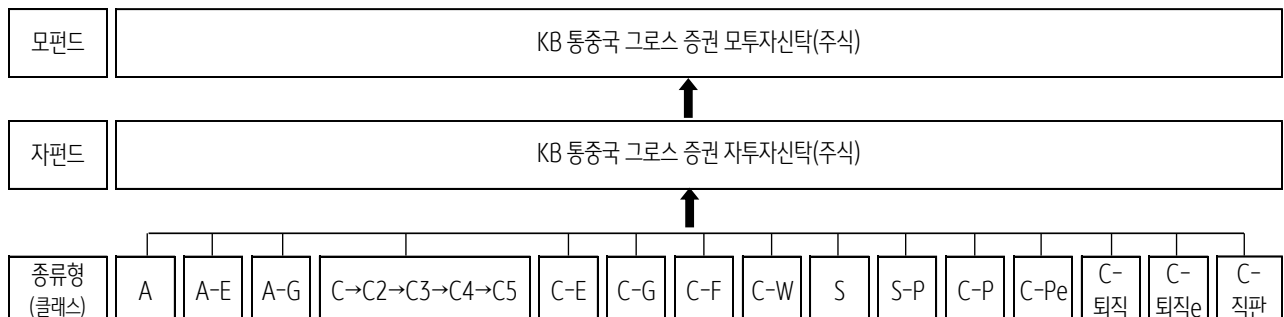 모펀드
KB 통중국 그로스 증권 모투자신탁(주식)
자펀드
KB 통중국 그로스 증권 자투자신탁(주식)
종류형
(클래스)
A
A-E
A-G
C→C2→C3→C4→C5
C-E
C-G
C-F
C-W
S
S-P
C-P
C-Pe
C-
퇴직
C-
퇴직e
C-
직판